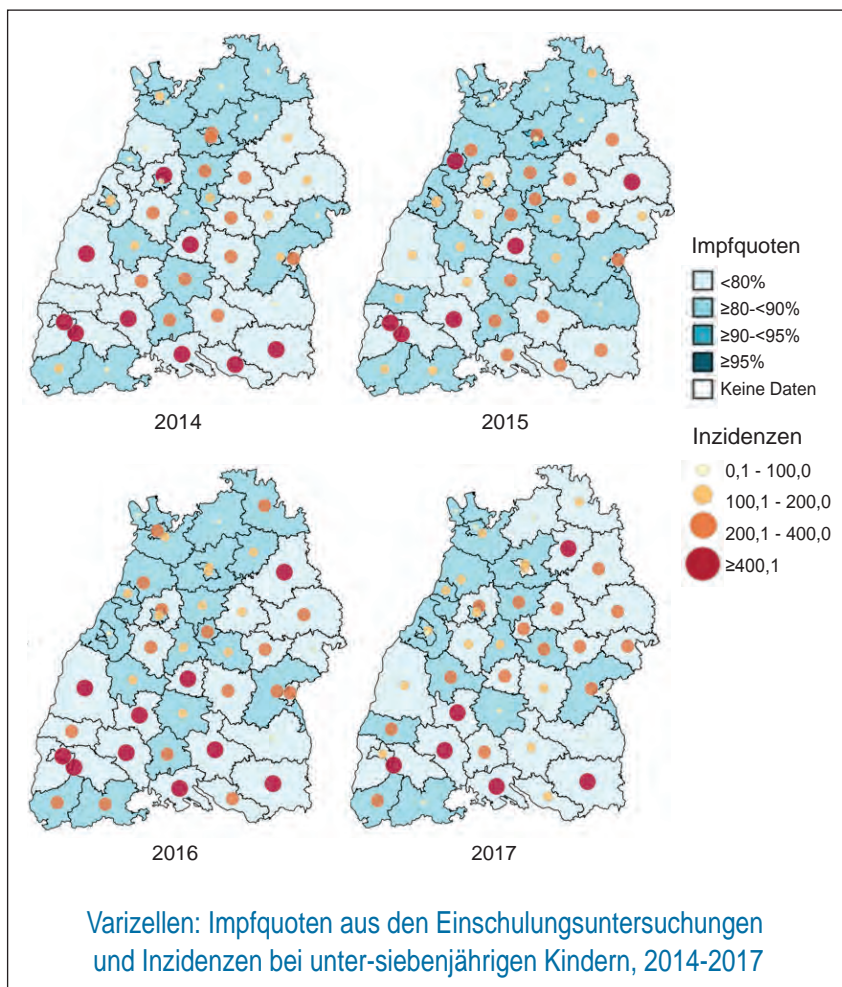 2014
2015
Impfquoten
<80%
≥80-<90%
≥90-<95%
≥95%
Keine Daten
Inzidenzen
0,1 - 100,0
100,1 - 200,0
200,1 - 400,0
≥400,1
2016
2017
Varizellen: Impfquoten aus den Einschulungsuntersuchungen
und Inzidenzen bei unter-siebenjährigen Kindern, 2014-2017